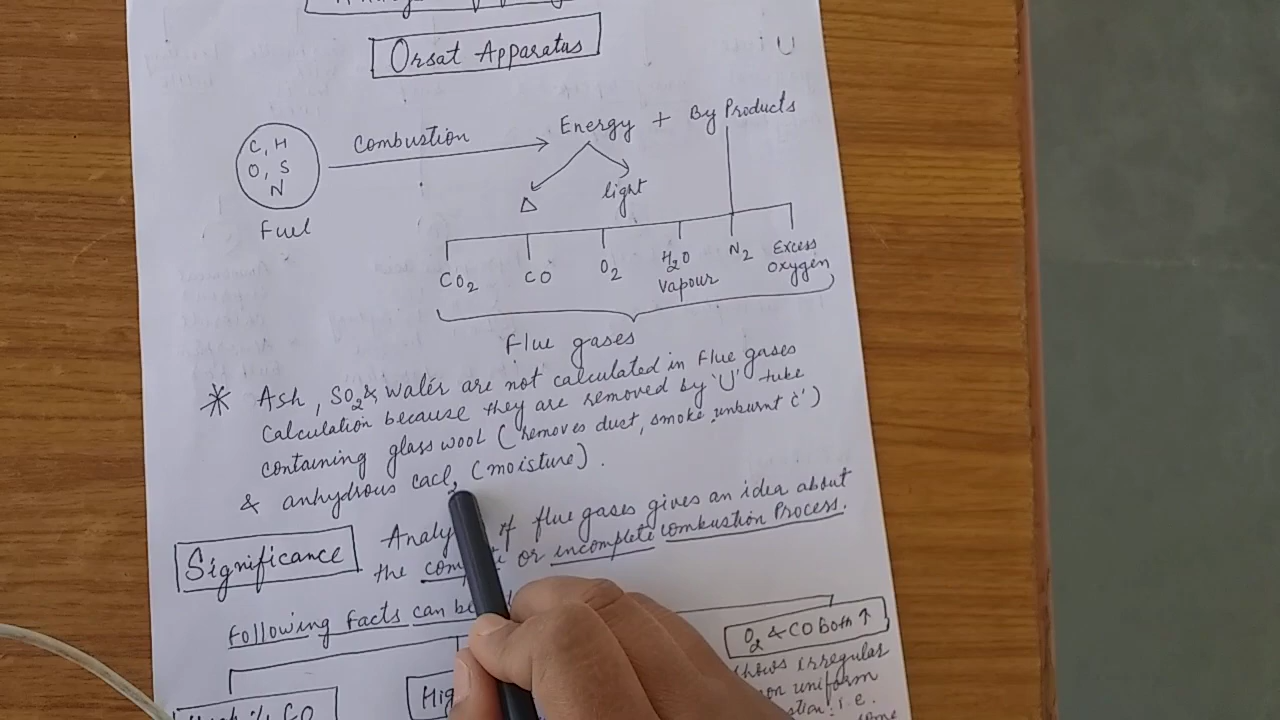 Orsat Apparatus
C, H
O, S
N
Fuel
Combustion
Energy + By Products
Δ
light
CO2
CO
O2
H2O
Vapour
N2
Excess
Oxygen
Flue gases
* Ash, SO2 & Water are not calculated in Flue gases
Calculation because they are removed by 'U' tube
containing glass wool (removes dust, smoke, unburnt 'c')
& anhydrous cacl2 (moisture).
Significance
of flue gases gives an idea about
the or incomplete combustion Process.
Following Facts can
O2 & CO both ↑
shows irregular
uniform
i.e.
CO